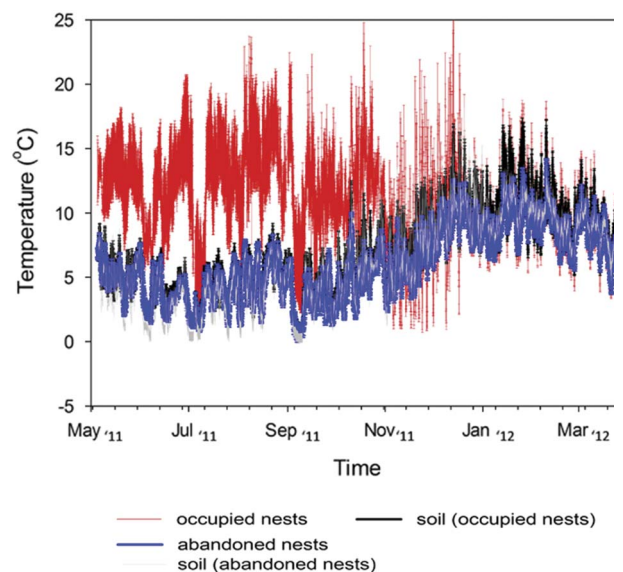 25
20
15
10
5
0
-5
Temperature (°C)
May '11 Jul '11 Sep '11 Nov'11 Jan '12 Mar '12
Time
occupied nests soil (occupied nests)
abandoned nests
soil (abandoned nests)